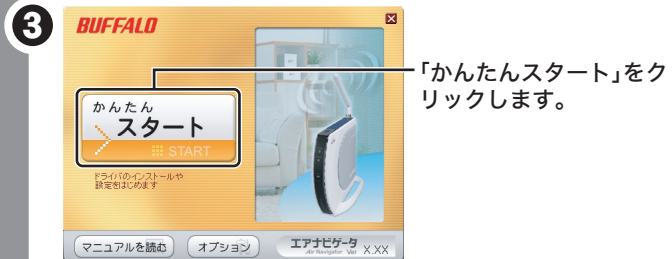 3
BUFFALO
「かんたんスタート」をク
リックします。
かんたん
スタート
START
ドライバのインストールや
設定をはじめます
マニュアルを読む
オプション
エアナビゲータ
Air Navigator Ver X.XX